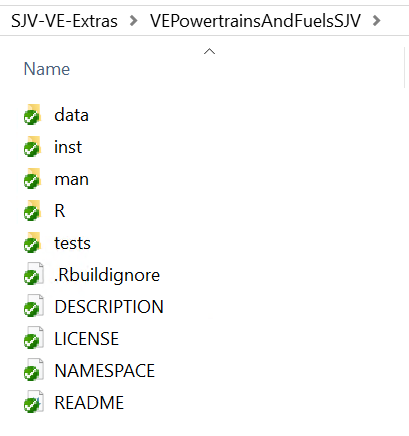 SJV-VE-Extras > VEPowertrainsAndFuelsSJV >
Name
data
inst
man
R
tests
.Rbuildignore
DESCRIPTION
LICENSE
NAMESPACE
README